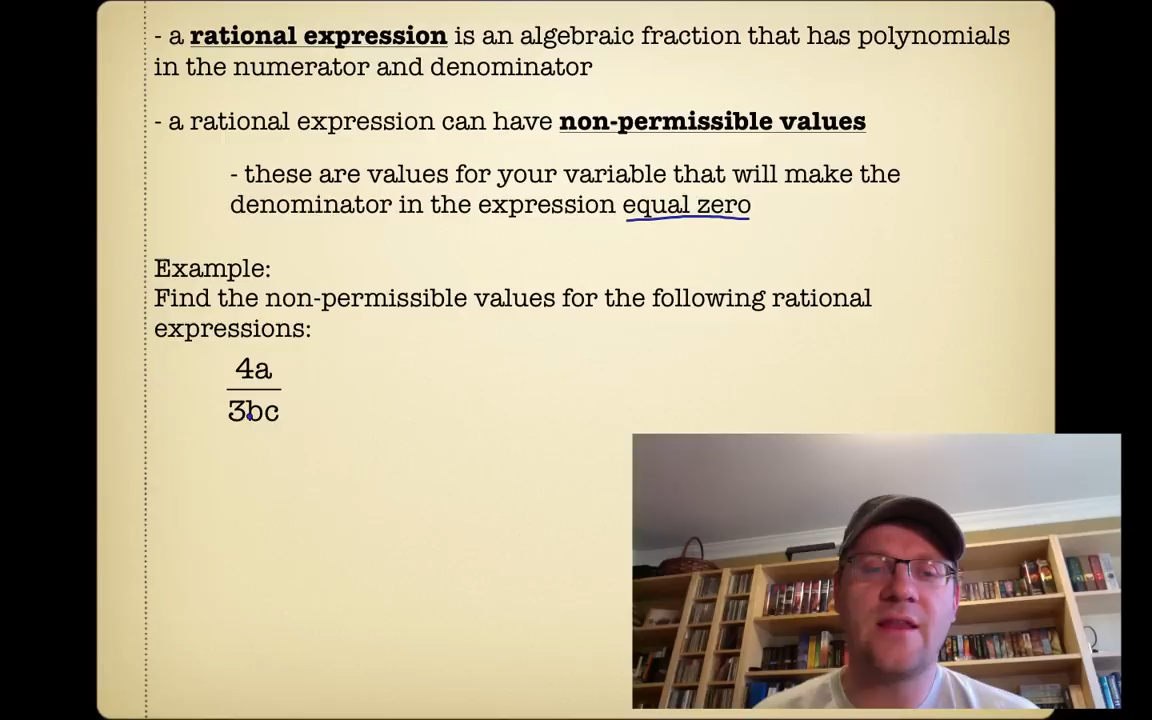 - a rational expression is an algebraic fraction that has polynomials
in the numerator and denominator
- a rational expression can have non-permissible values
- these are values for your variable that will make the
denominator in the expression equal zero
Example:
Find the non-permissible values for the following rational
expressions:
4a
3bc